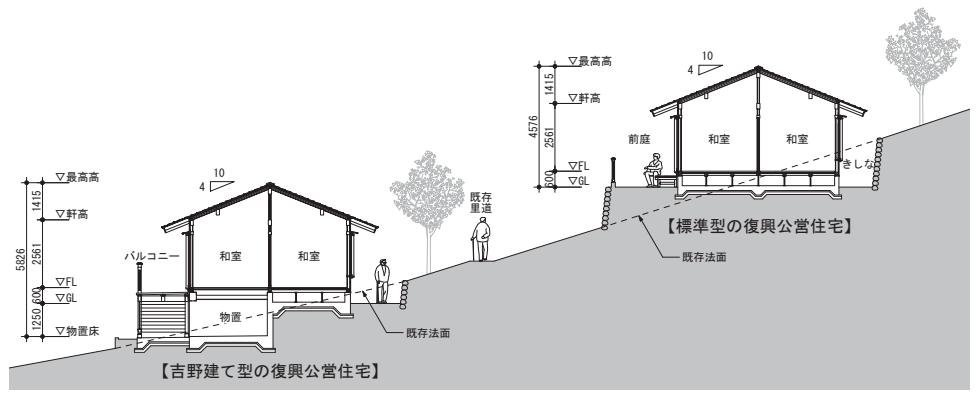 10
4
▽最高高
1415
▽軒高
4576
2561
前庭
和室
和室
▽FL
600
▽GL
きしな
【標準型の復興公営住宅】
既存法面
10
4
▽最高高
1415
▽軒高
5826
2561
バルコニー
和室
和室
既存
里道
▽FL
600
▽GL
1250
物置
▽物置床
既存法面
【吉野建て型の復興公営住宅】